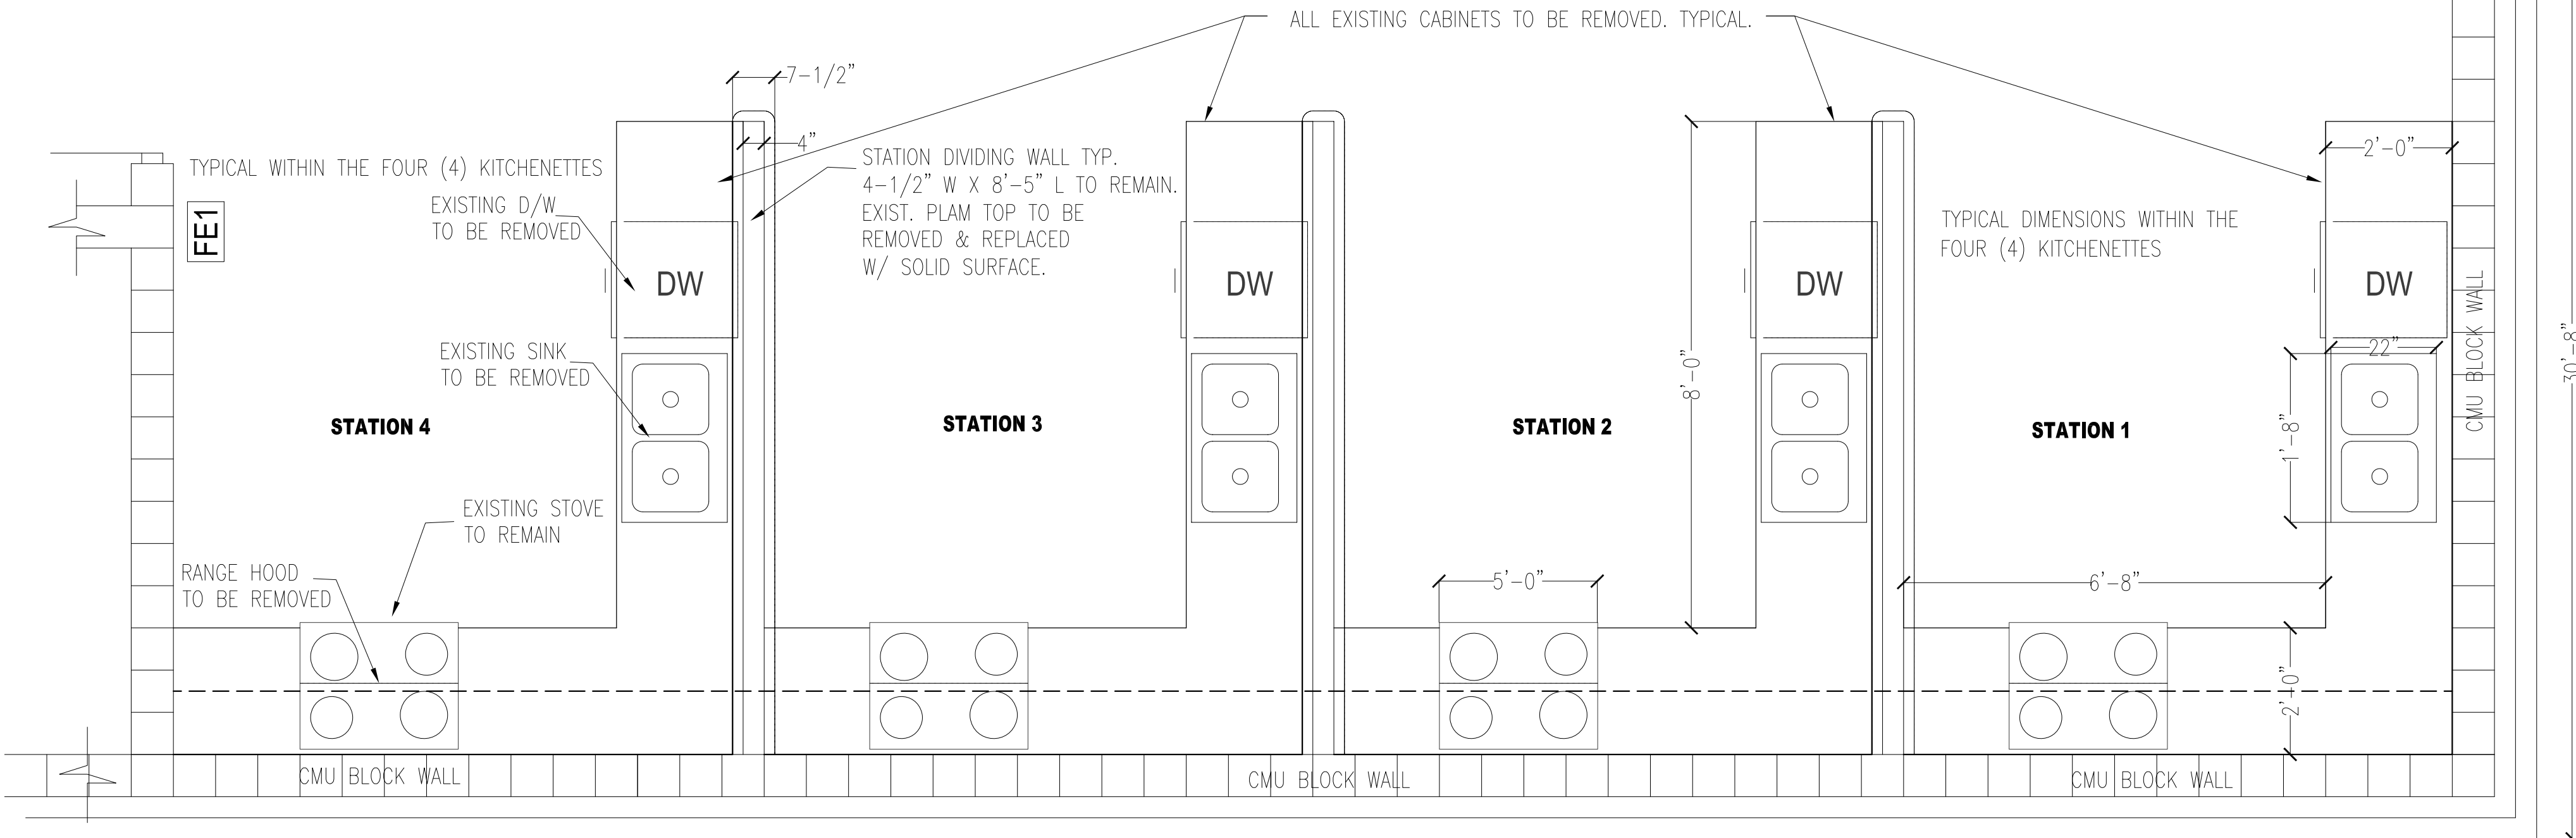 ALL EXISTING CABINETS TO BE REMOVED. TYPICAL.
7-1/2"
4"
TYPICAL WITHIN THE FOUR (4) KITCHENETTES
FE1
EXISTING D/W
TO BE REMOVED
STATION DIVIDING WALL TYP.
4-1/2" W X 8'-5" L TO REMAIN.
EXIST. PLAM TOP TO BE
REMOVED & REPLACED
W/ SOLID SURFACE.
2'-0"
TYPICAL DIMENSIONS WITHIN THE
FOUR (4) KITCHENETTES
DW
DW
DW
DW
CMU BLOCK WALL
30'-8"
EXISTING SINK
TO BE REMOVED
8'-0"
22"
1'-8"
STATION 4
STATION 3
STATION 2
STATION 1
EXISTING STOVE
TO REMAIN
RANGE HOOD
TO BE REMOVED
5'-0"
6'-8"
2'-0"
CMU BLOCK WALL
CMU BLOCK WALL
CMU BLOCK WALL